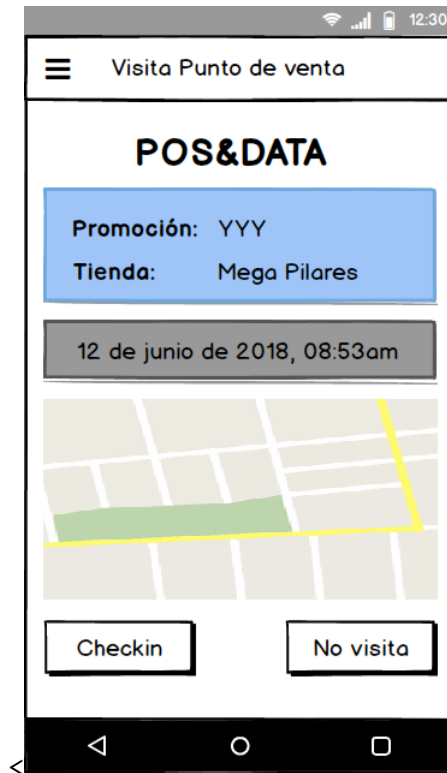 12:30
Visita Punto de venta
POS&DATA
Promoción: YYY
Tienda: Mega Pilares
12 de junio de 2018, 08:53am
Checkin
No visita
<